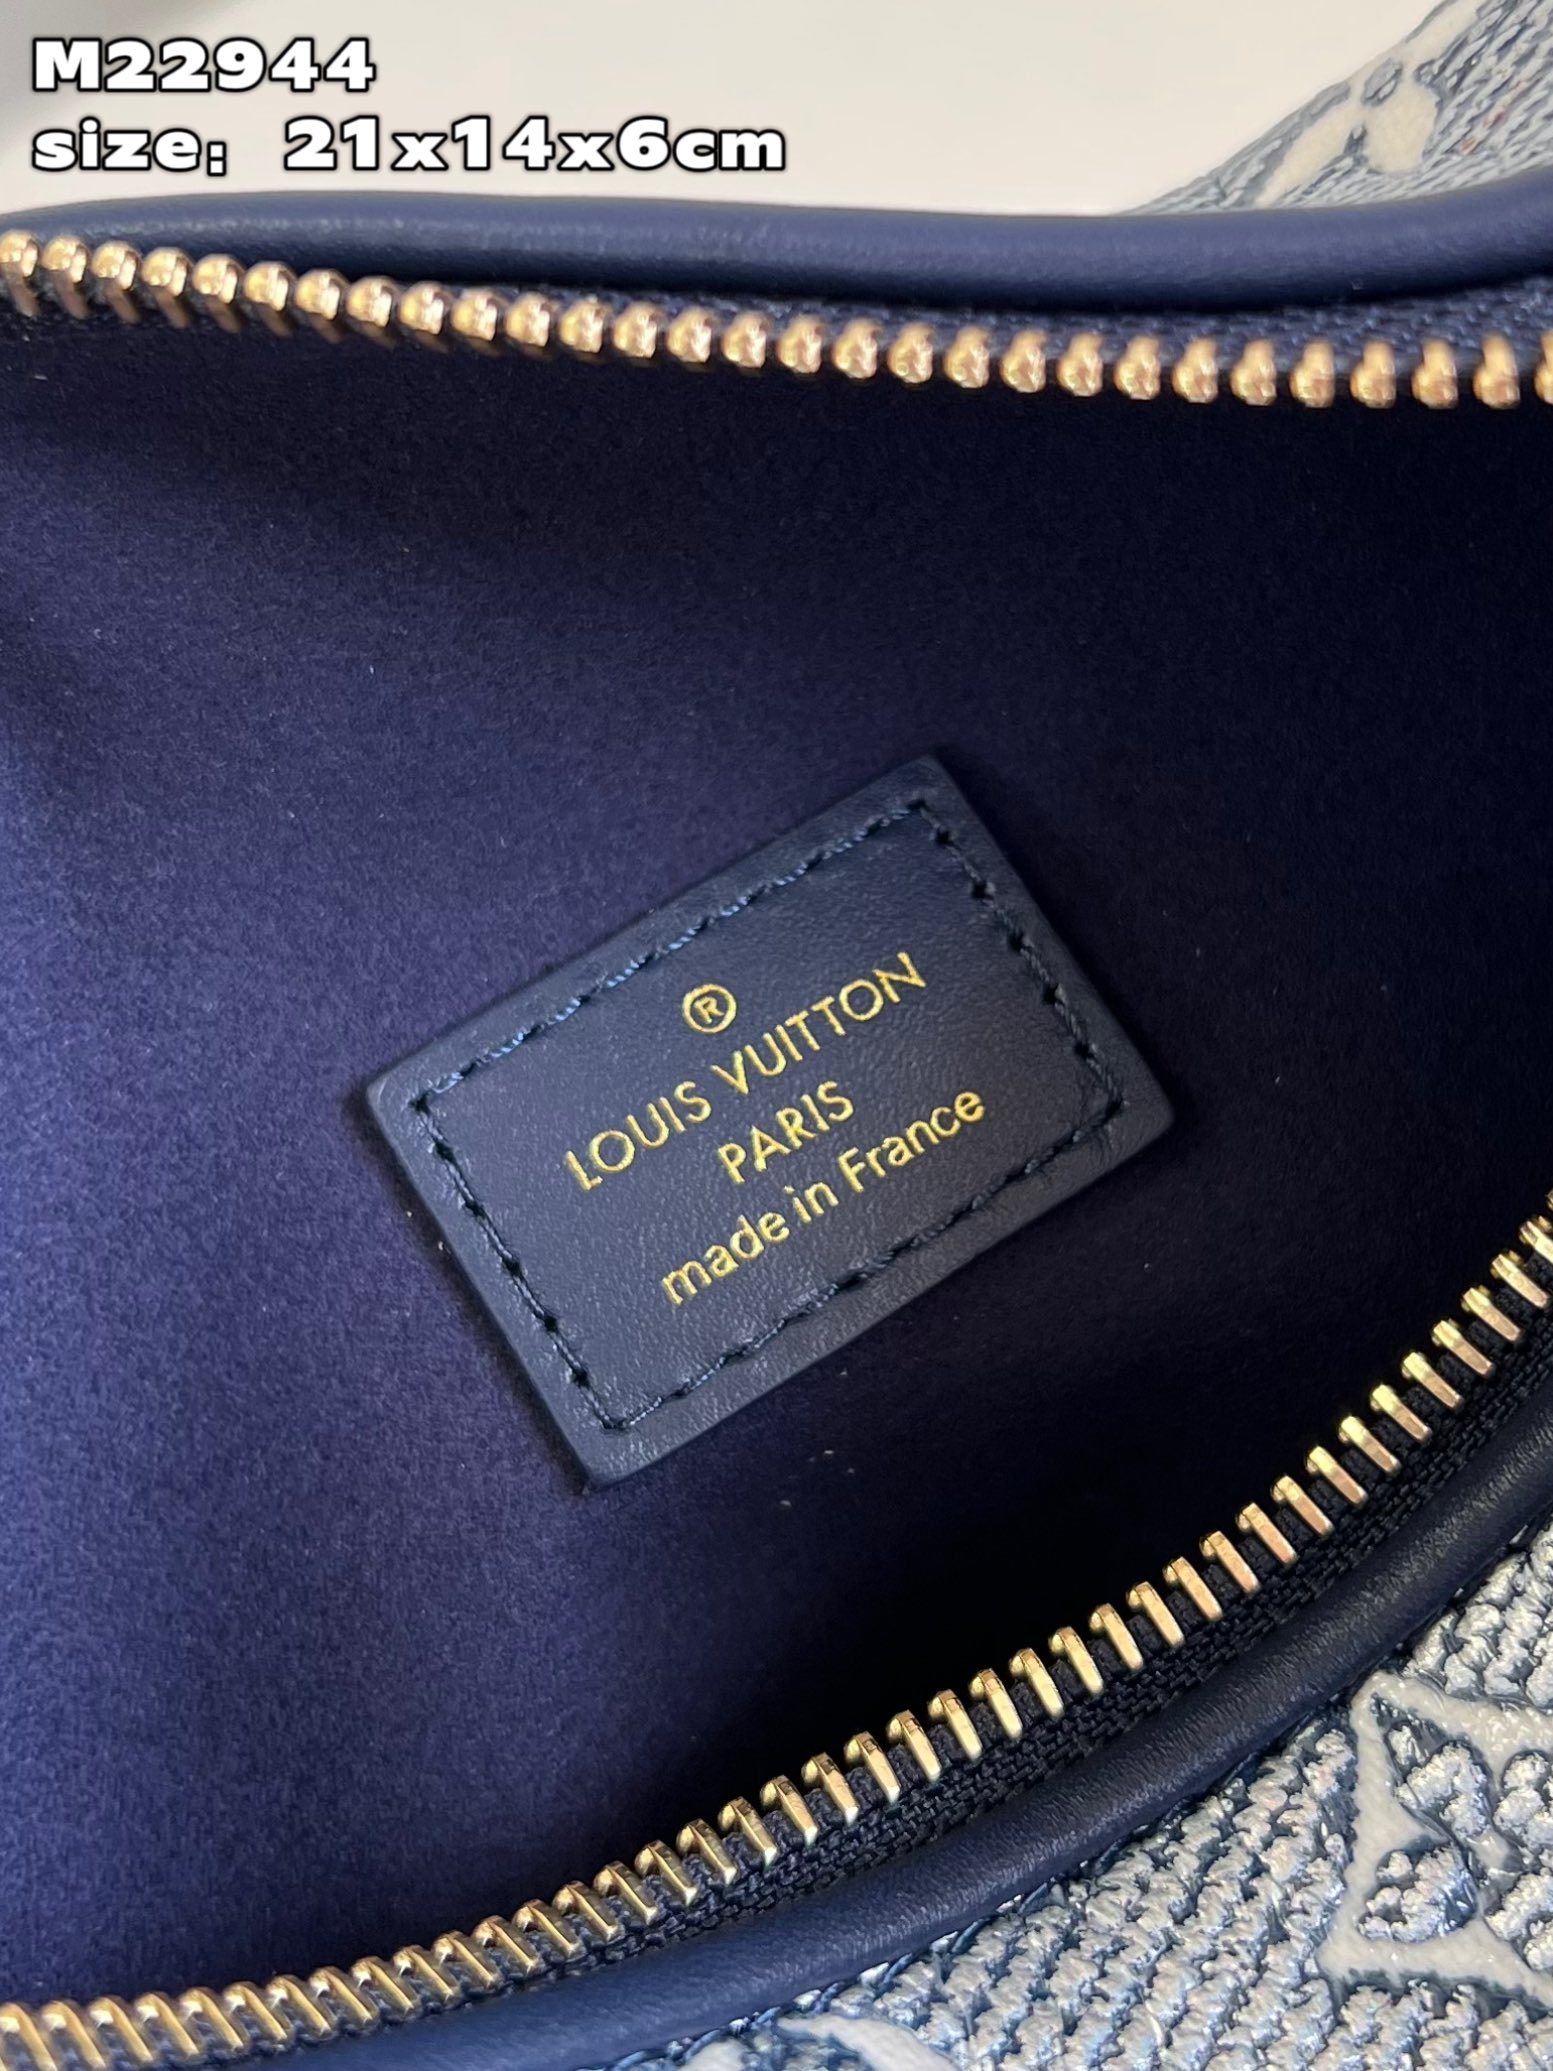 M22944
size: 21x14x6cm
®
LOUIS VUITTON
PARIS
made in France